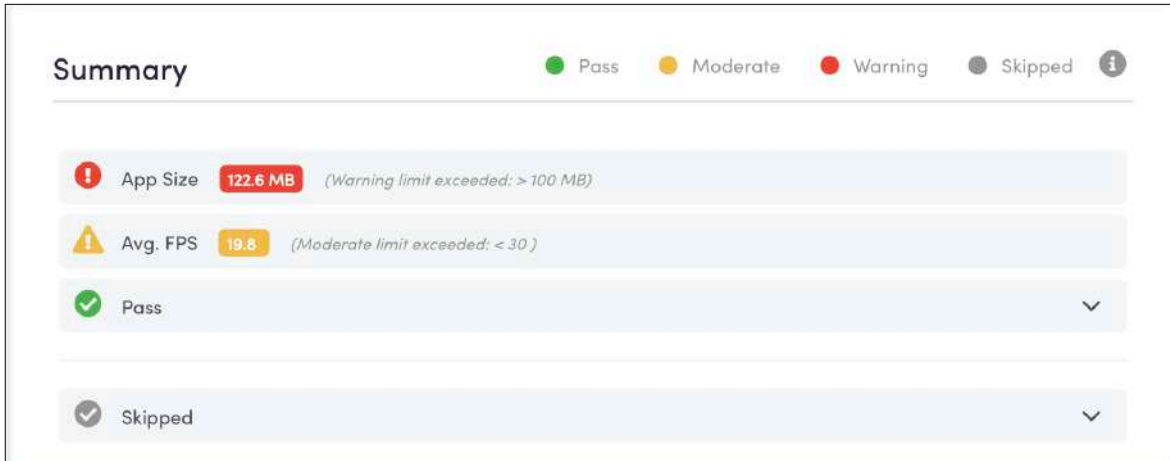 Summary Pass Moderate Warning Skipped i
App Size 122.6 MB (Warning limit exceeded: > 100 MB)
Avg. FPS 19.8 (Moderate limit exceeded: < 30 )
Pass
Skipped